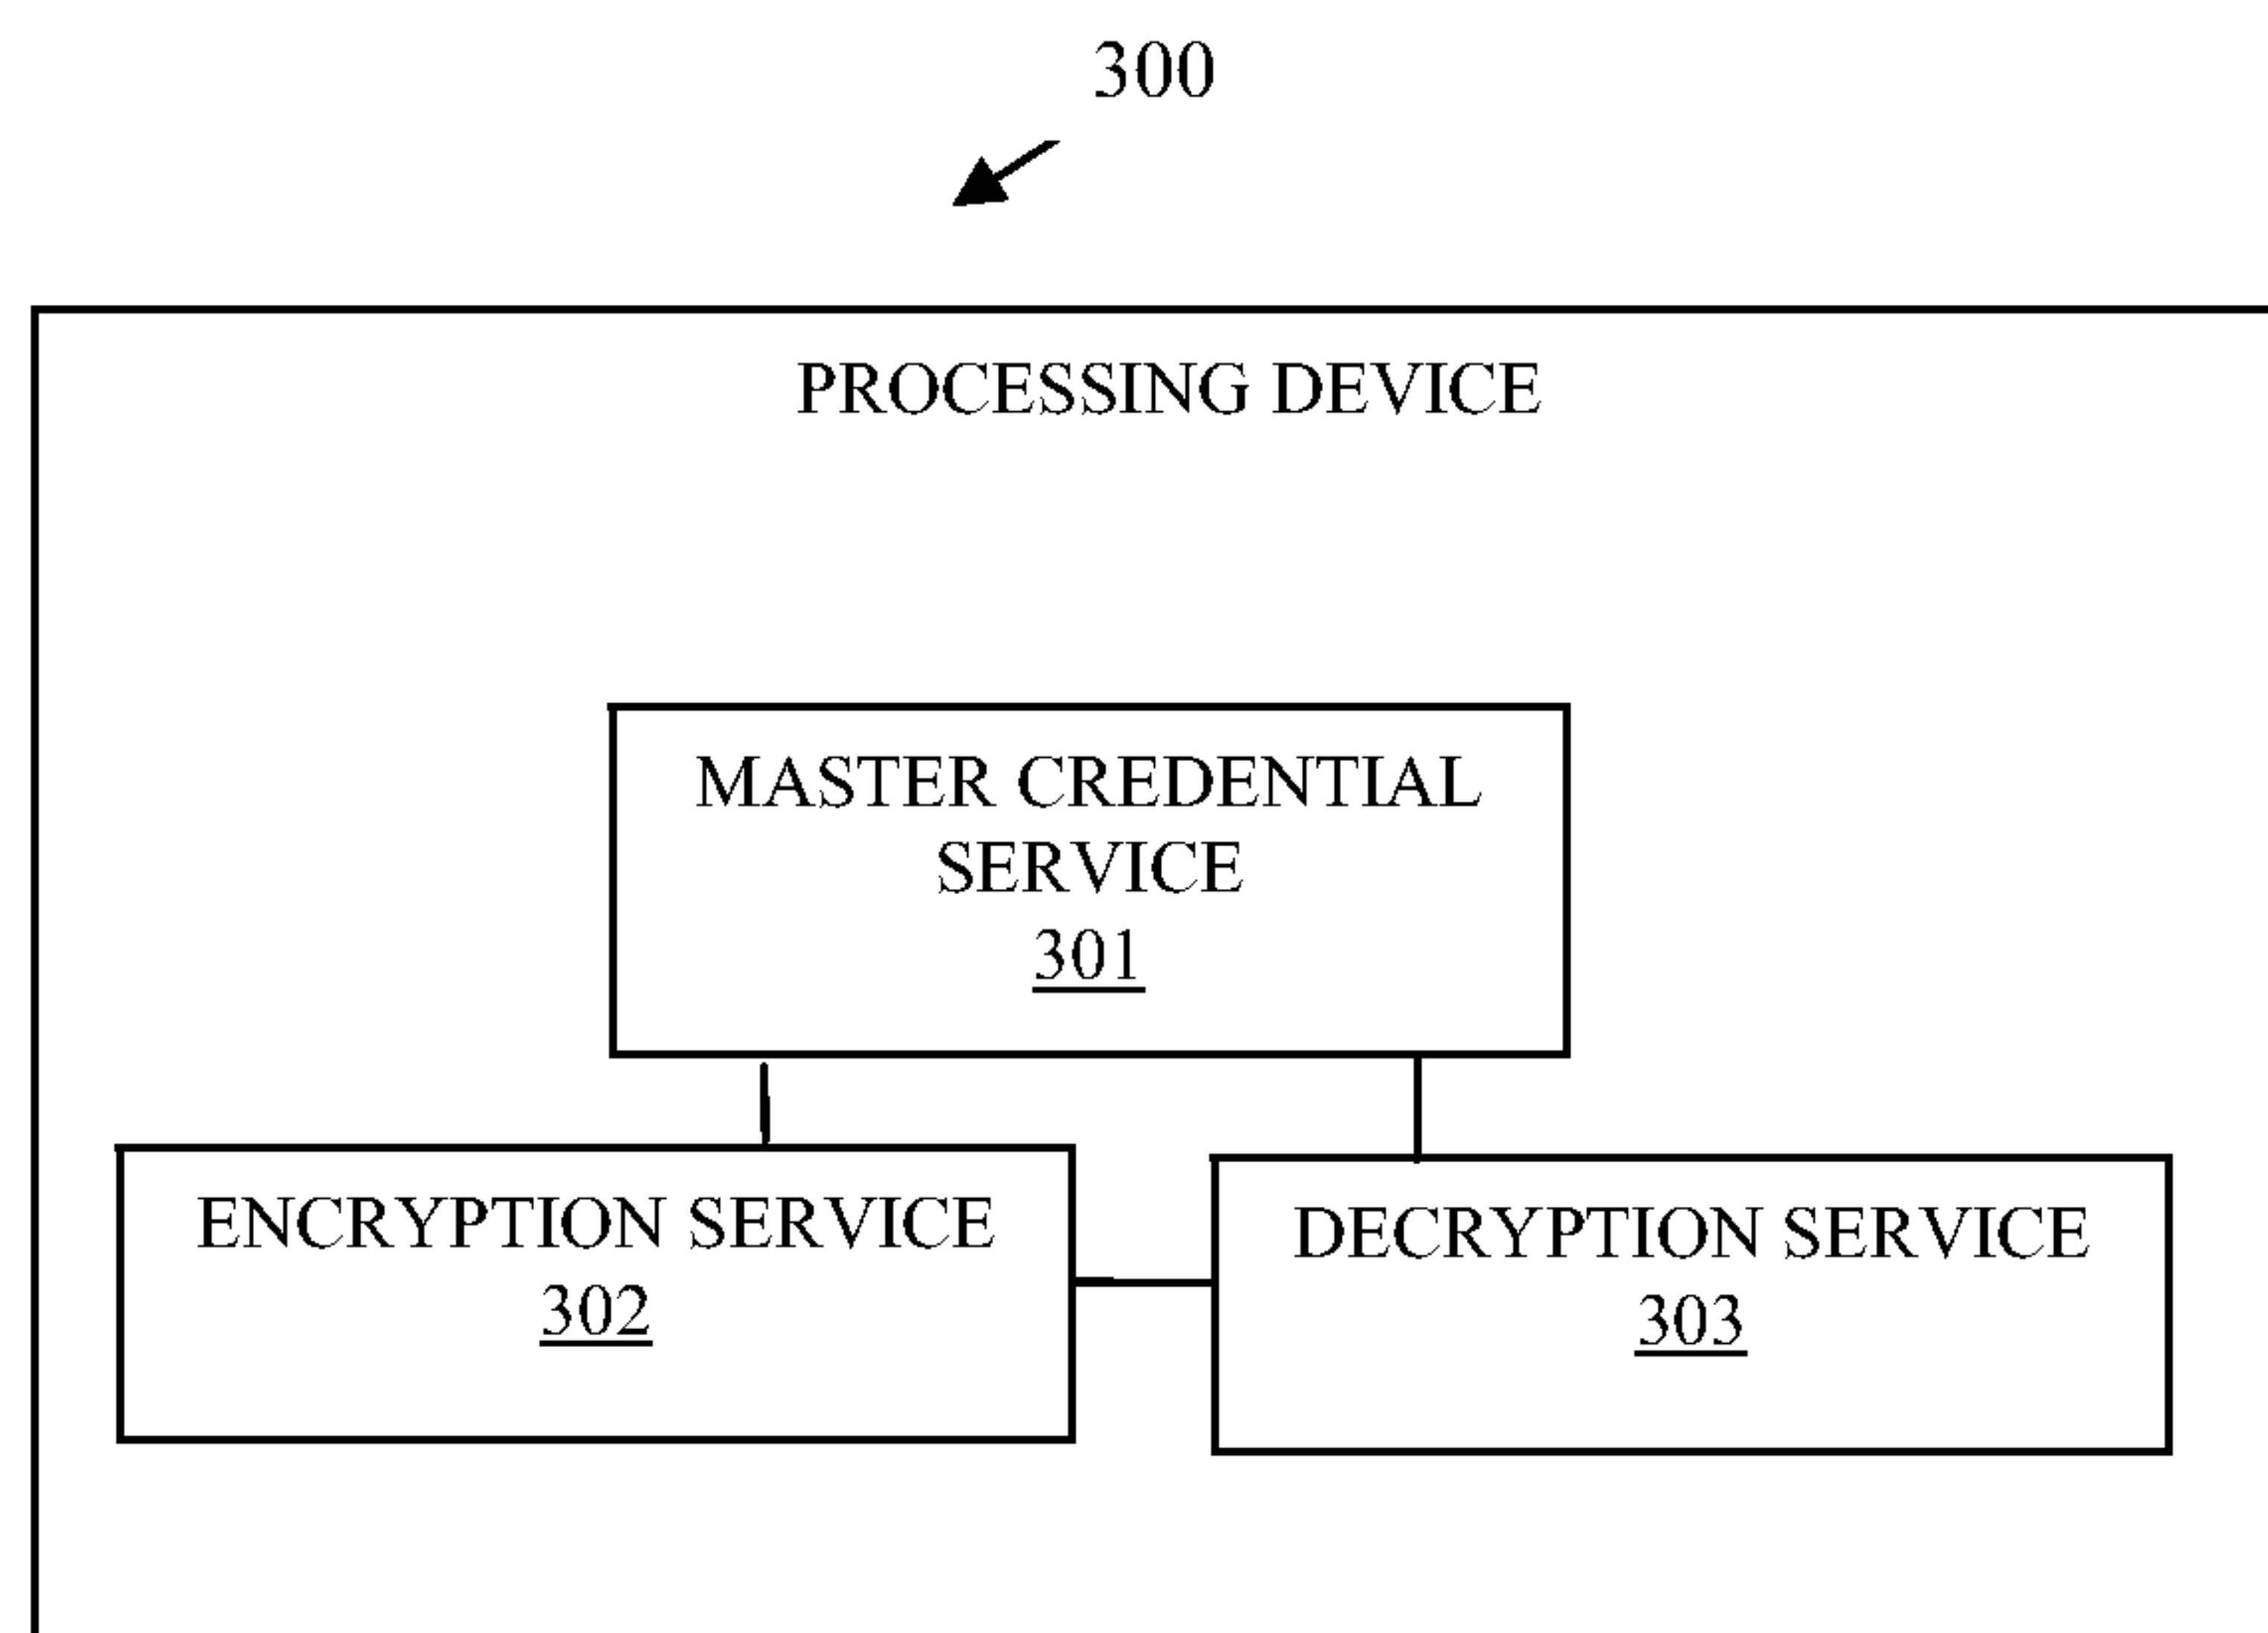 300
PROCESSING DEVICE
MASTER CREDENTIAL
SERVICE
301
ENCRYPTION SERVICE
302
DECRYPTION SERVICE
303